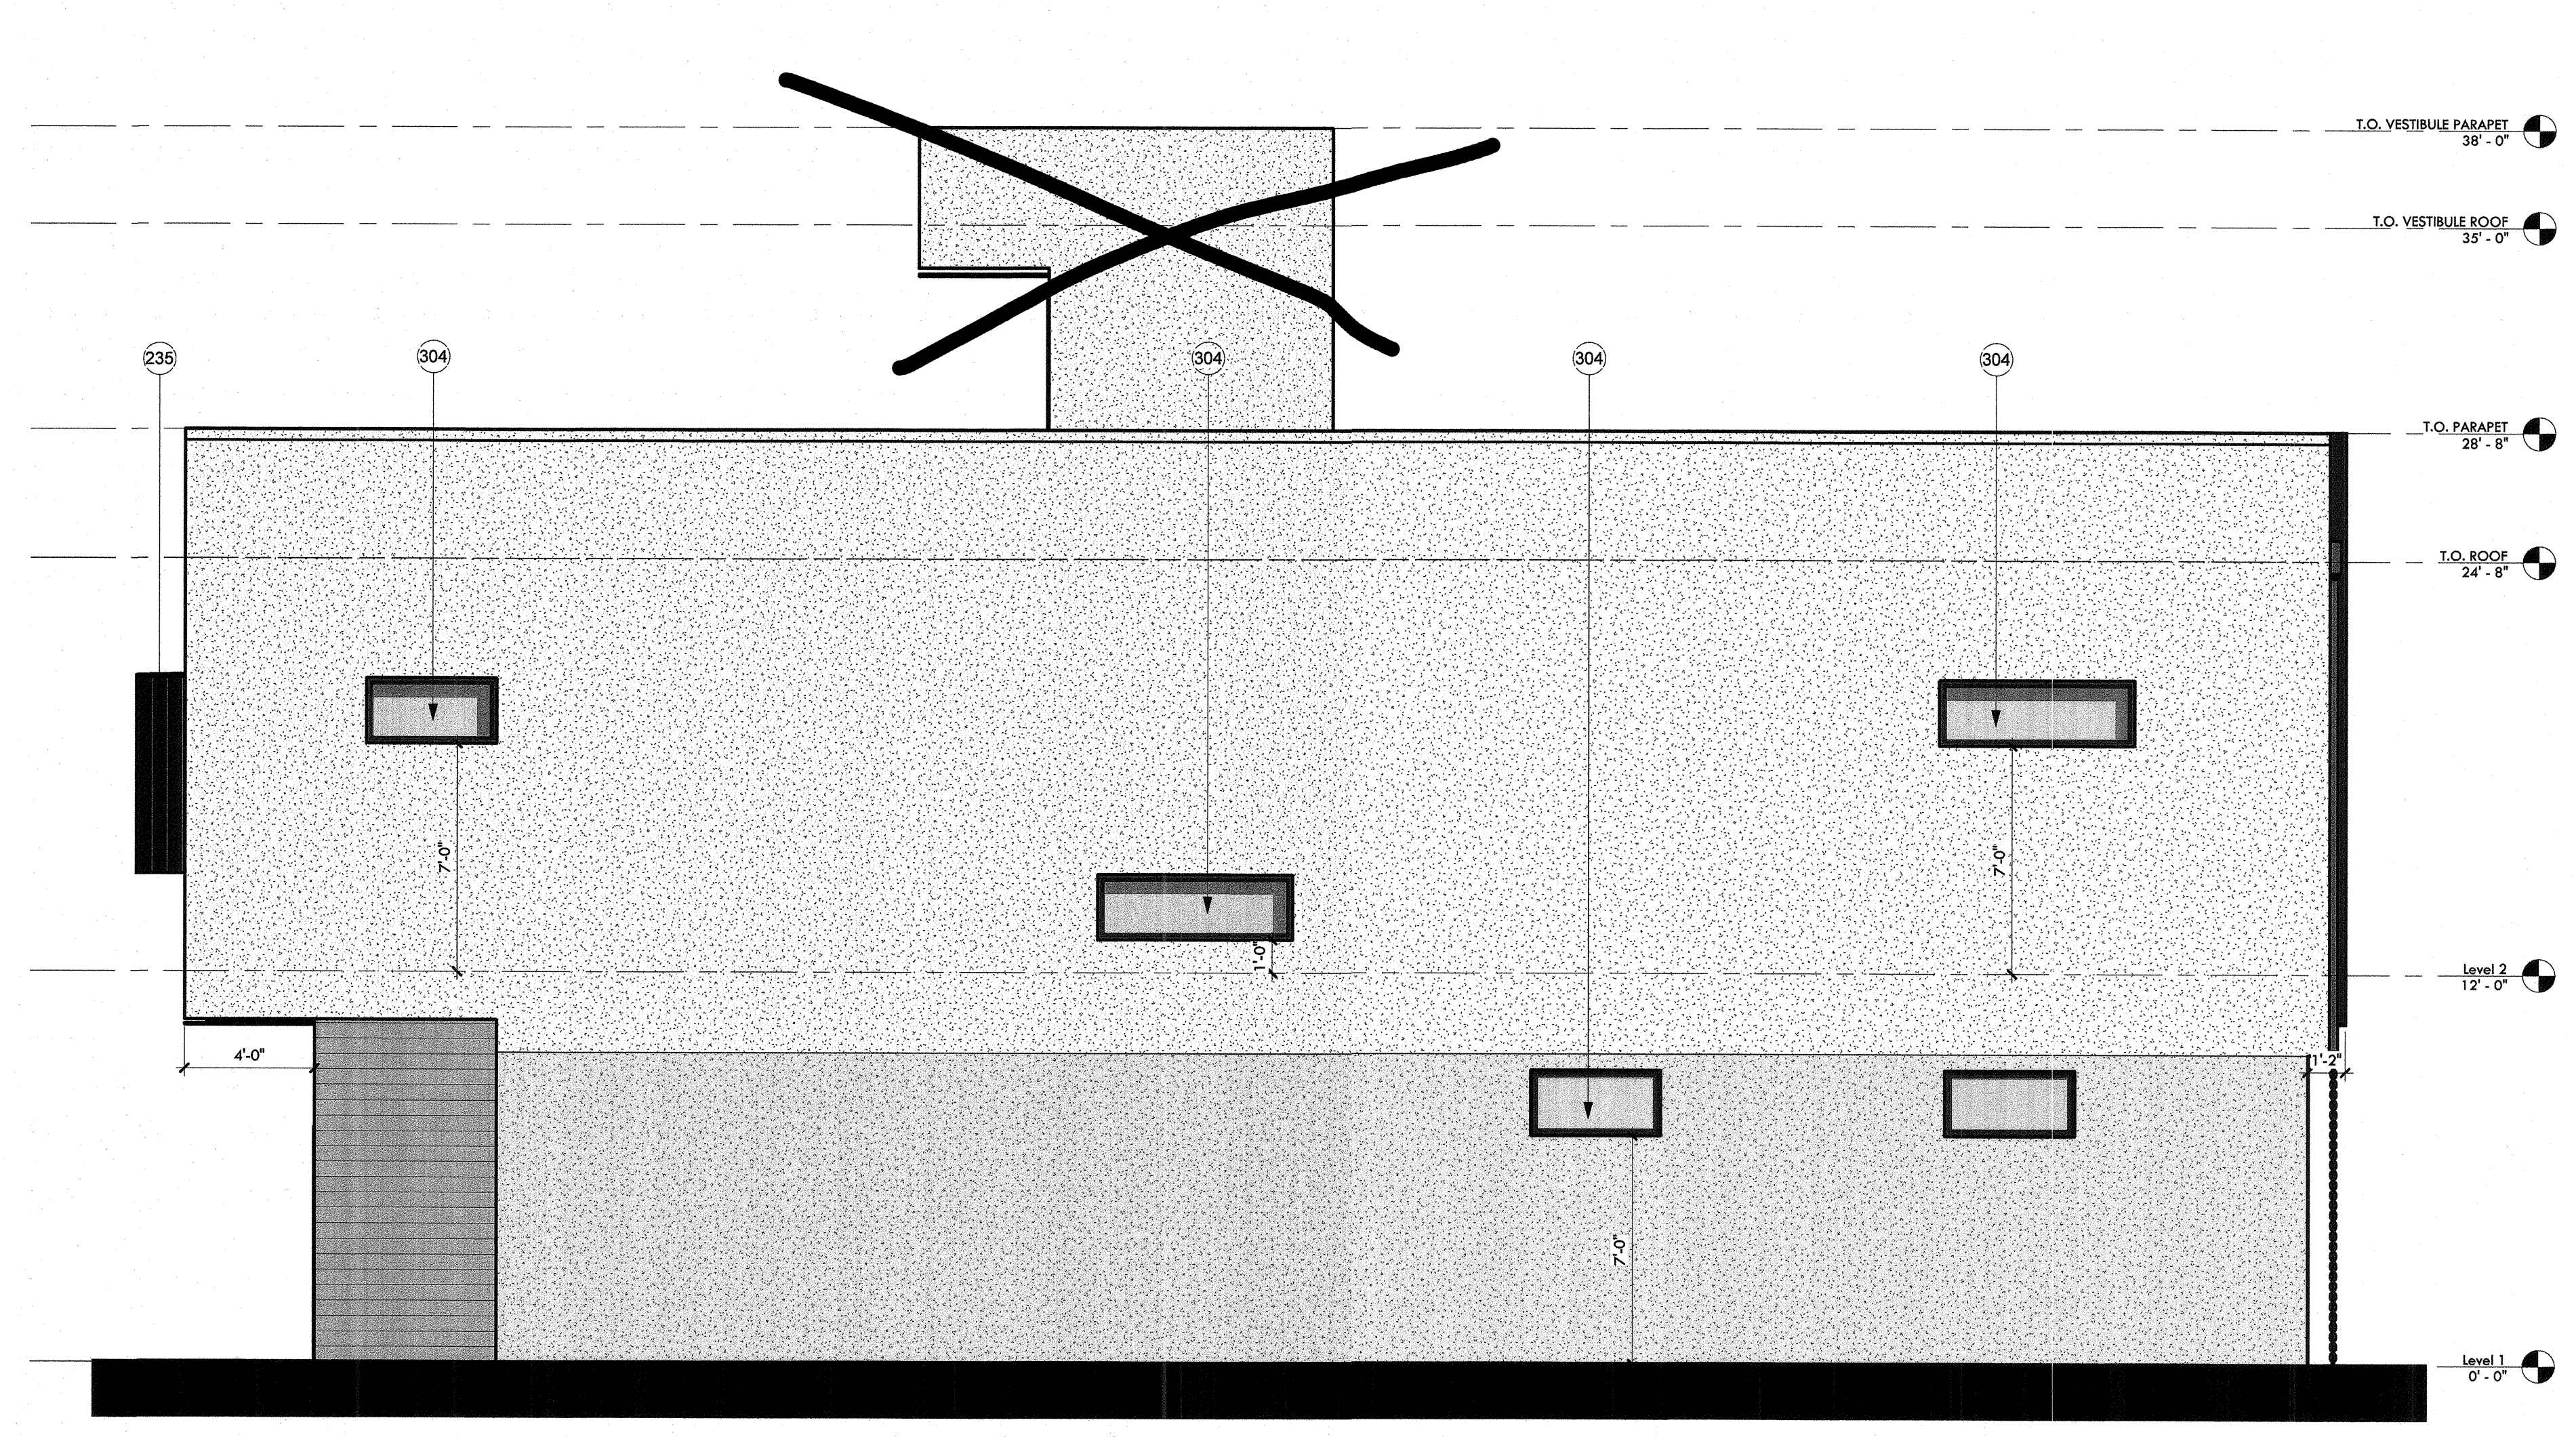 T.O. VESTIBULE PARAPET
38' - 0"
T.O. VESTIBULE ROOF
35' - 0"
235
304
304
304
304
T.O. PARAPET
28' - 8"
T.O. ROOF
24' - 8"
7'-0"
7'-0"
1'-0"
Level 2
12' - 0"
4'-0"
1'-2"
7'-0"
Level 1
0' - 0"